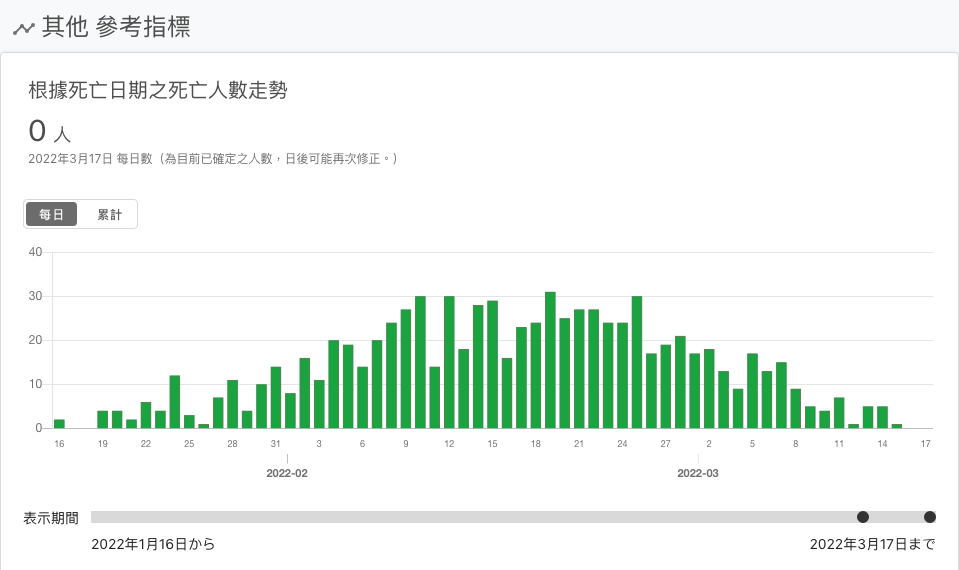 其他 參考指標
根據死亡日期之死亡人數走勢
0 人
2022年3月17日 每日數（為目前已確定之人數，日後可能再次修正。）
每日 累計
40
30
20
10
0
16 19 22 25 28 31 3 6 9 12 15 18 21 24 27 2 5 8 11 14 17
2022-02 2022-03
表示期間
2022年1月16日から 2022年3月17日まで